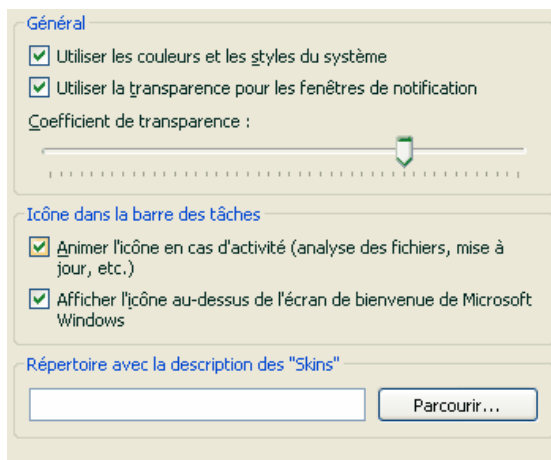 Général
Utiliser les couleurs et les styles du système
Utiliser la transparence pour les fenêtres de notification
Coefficient de transparence :
Icône dans la barre des tâches
Animer l'icône en cas d'activité (analyse des fichiers, mise à
jour, etc.)
Afficher l'icône au-dessus de l'écran de bienvenue de Microsoft
Windows
Répertoire avec la description des "Skins"
Parcourir...